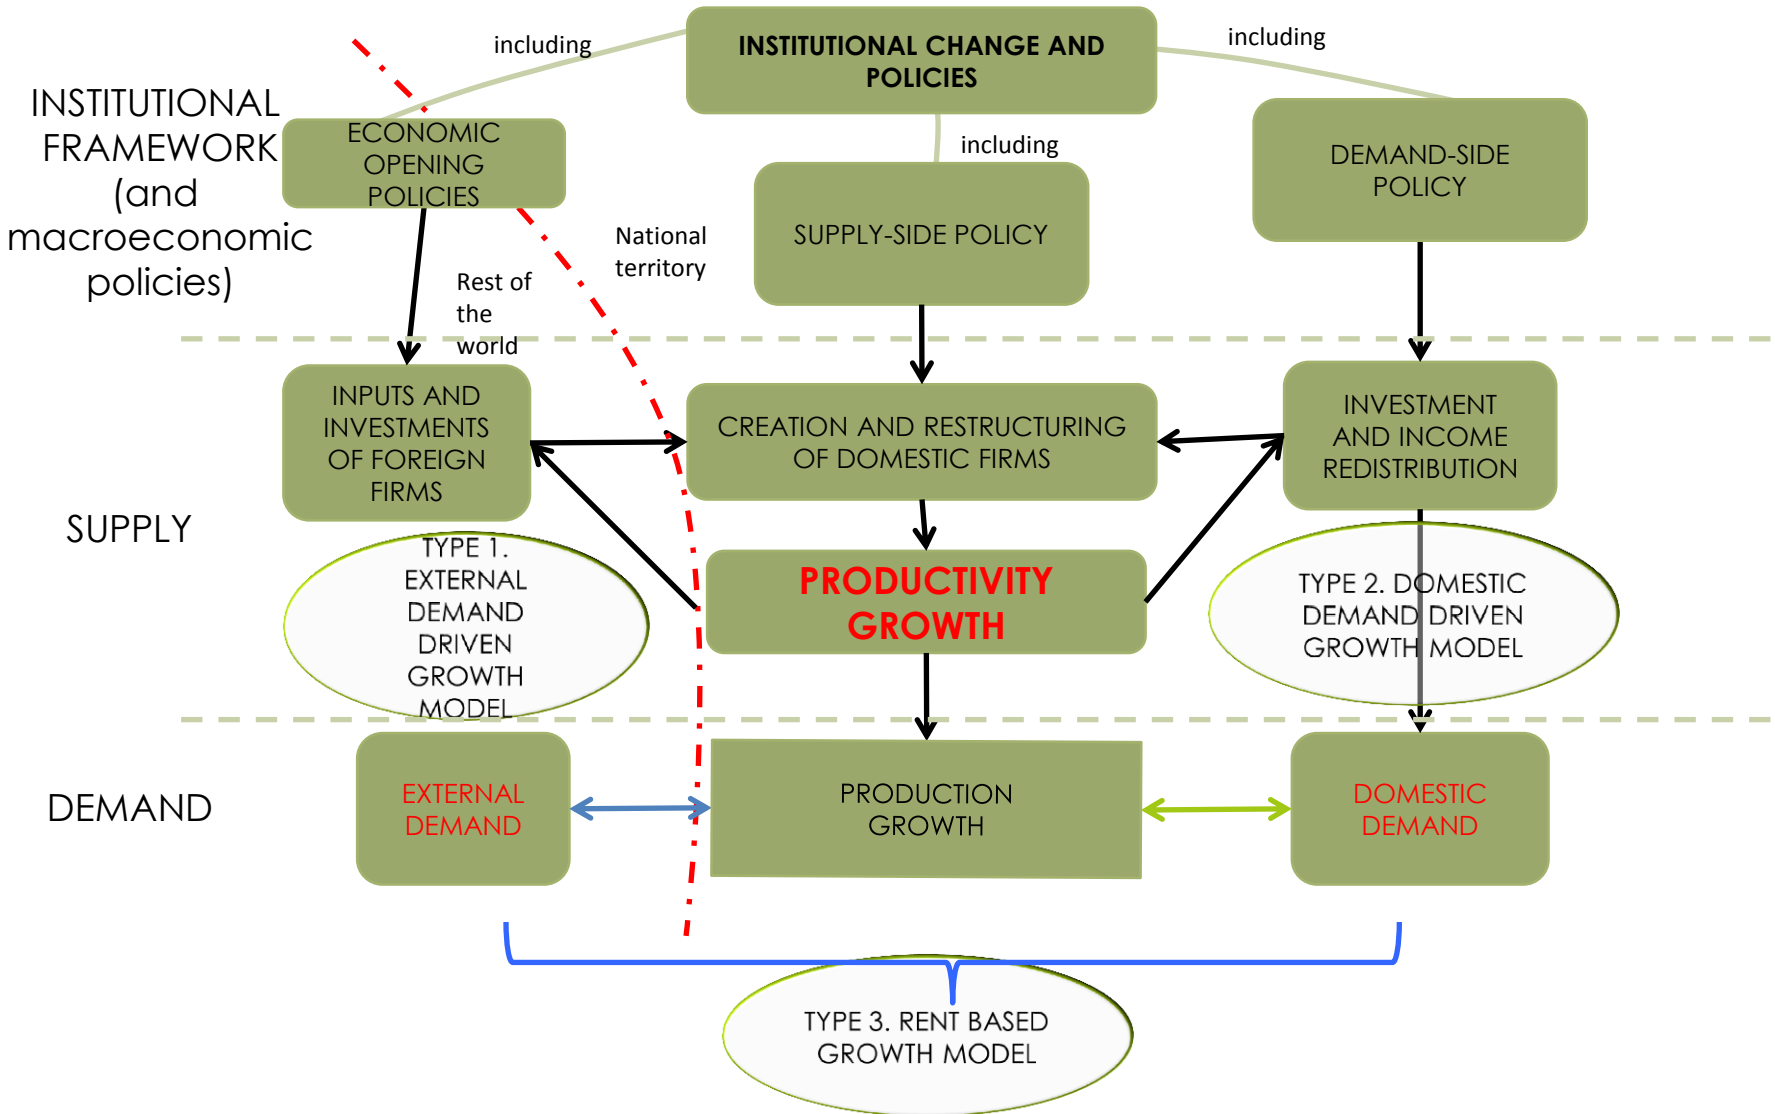 including
INSTITUTIONAL CHANGE AND
POLICIES
including
INSTITUTIONAL
FRAMEWORK
(and
macroeconomic
policies)
ECONOMIC
OPENING
POLICIES
including
SUPPLY-SIDE POLICY
DEMAND-SIDE
POLICY
National
territory
Rest of
the
world
SUPPLY
INPUTS AND
INVESTMENTS
OF FOREIGN
FIRMS
CREATION AND RESTRUCTURING
OF DOMESTIC FIRMS
INVESTMENT
AND INCOME
REDISTRIBUTION
TYPE 1.
EXTERNAL
DEMAND
DRIVEN
GROWTH
MODEL
PRODUCTIVITY
GROWTH
TYPE 2. DOMESTIC
DEMAND DRIVEN
GROWTH MODEL
DEMAND
EXTERNAL
DEMAND
PRODUCTION
GROWTH
DOMESTIC
DEMAND
TYPE 3. RENT BASED
GROWTH MODEL